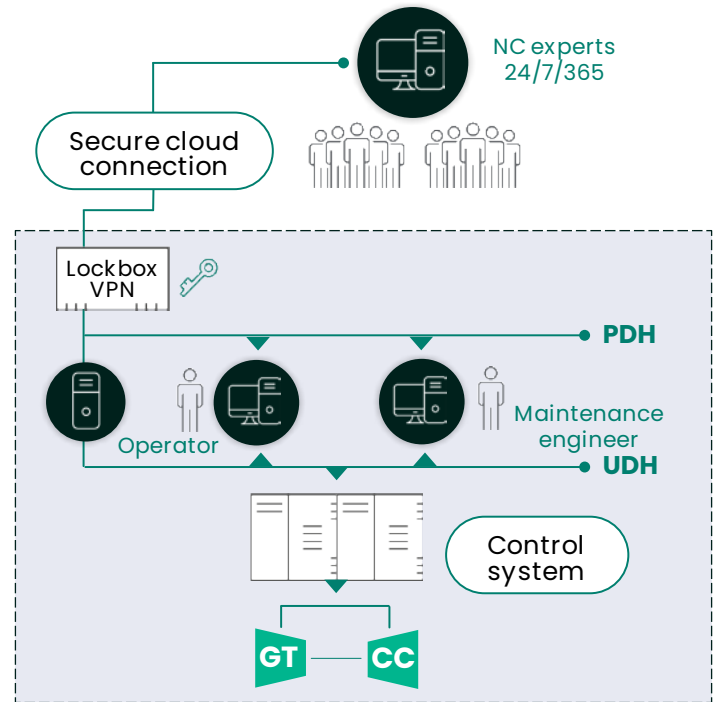 NC experts
24/7/365
Secure cloud
connection
Lockbox
VPN
PDH
Operator
Maintenance
engineer
UDH
Control
system
GT
CC